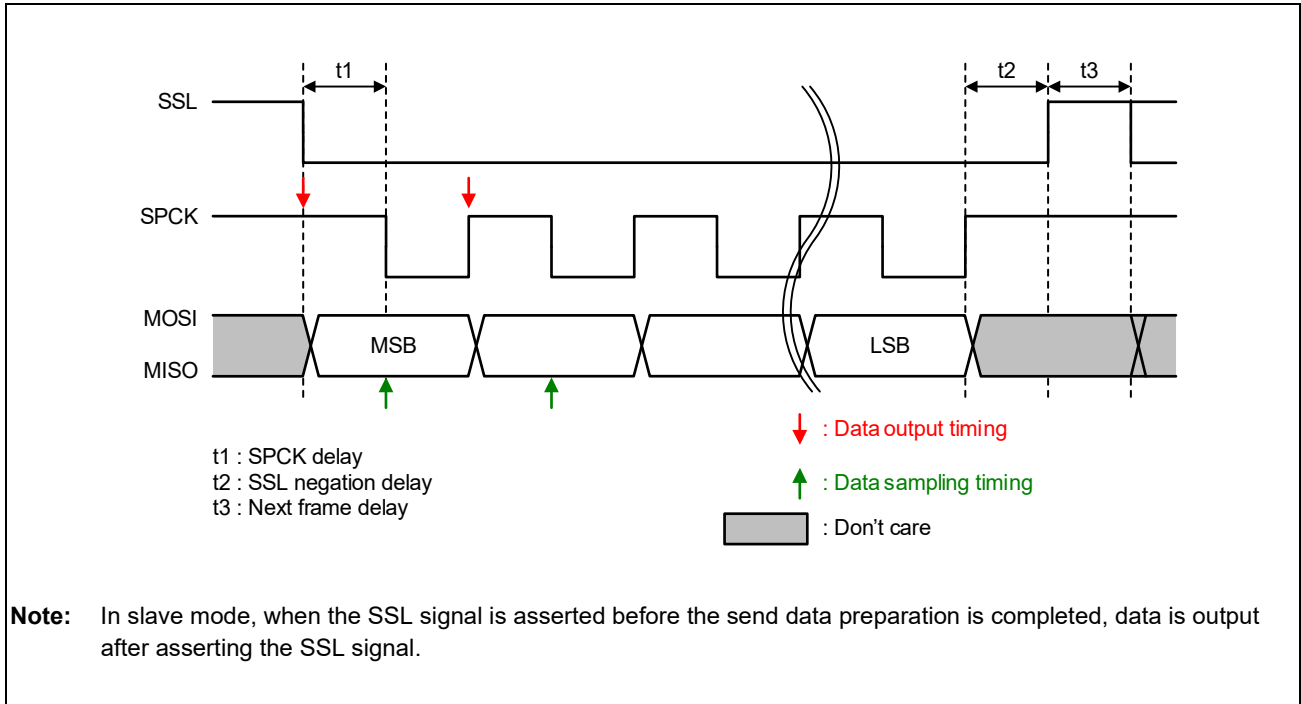 t1
t2
t3
SSL
SPCK
MOSI
MSB
LSB
MISO
: Data output timing
t1 : SPCK delay
t2 : SSL negation delay
t3 : Next frame delay
: Data sampling timing
: Don't care
Note: In slave mode, when the SSL signal is asserted before the send data preparation is completed, data is output
after asserting the SSL signal.